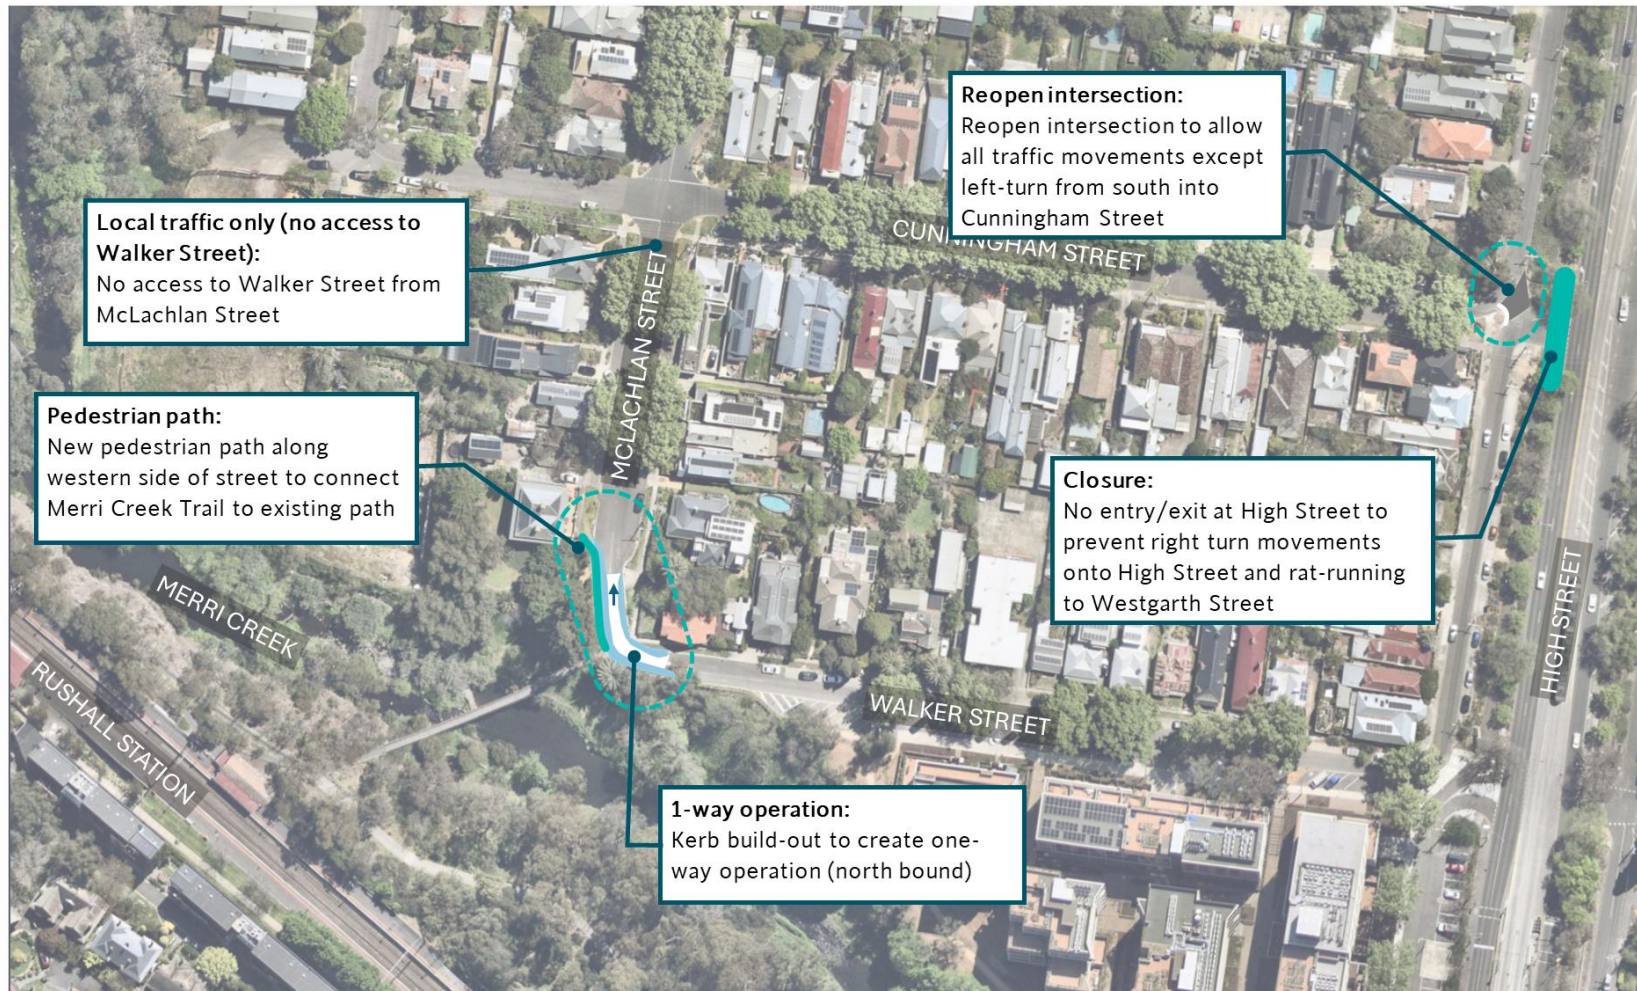 Reopen intersection:
Reopen intersection to allow
all traffic movements except
left-turn from south into
Cunningham Street
Local traffic only (no access to
Walker Street):
No access to Walker Street from
McLachlan Street
CUNNINGHAM STREET
MCLACHLAN STREET
Pedestrian path:
New pedestrian path along
western side of street to connect
Merri Creek Trail to existing path
Closure:
No entry/exit at High Street to
prevent right turn movements
onto High Street and rat-running
to Westgarth Street
HIGH STREET
MERRI CREEK
RUSHALL STATION
WALKER STREET
1-way operation:
Kerb build-out to create one-
way operation (north bound)